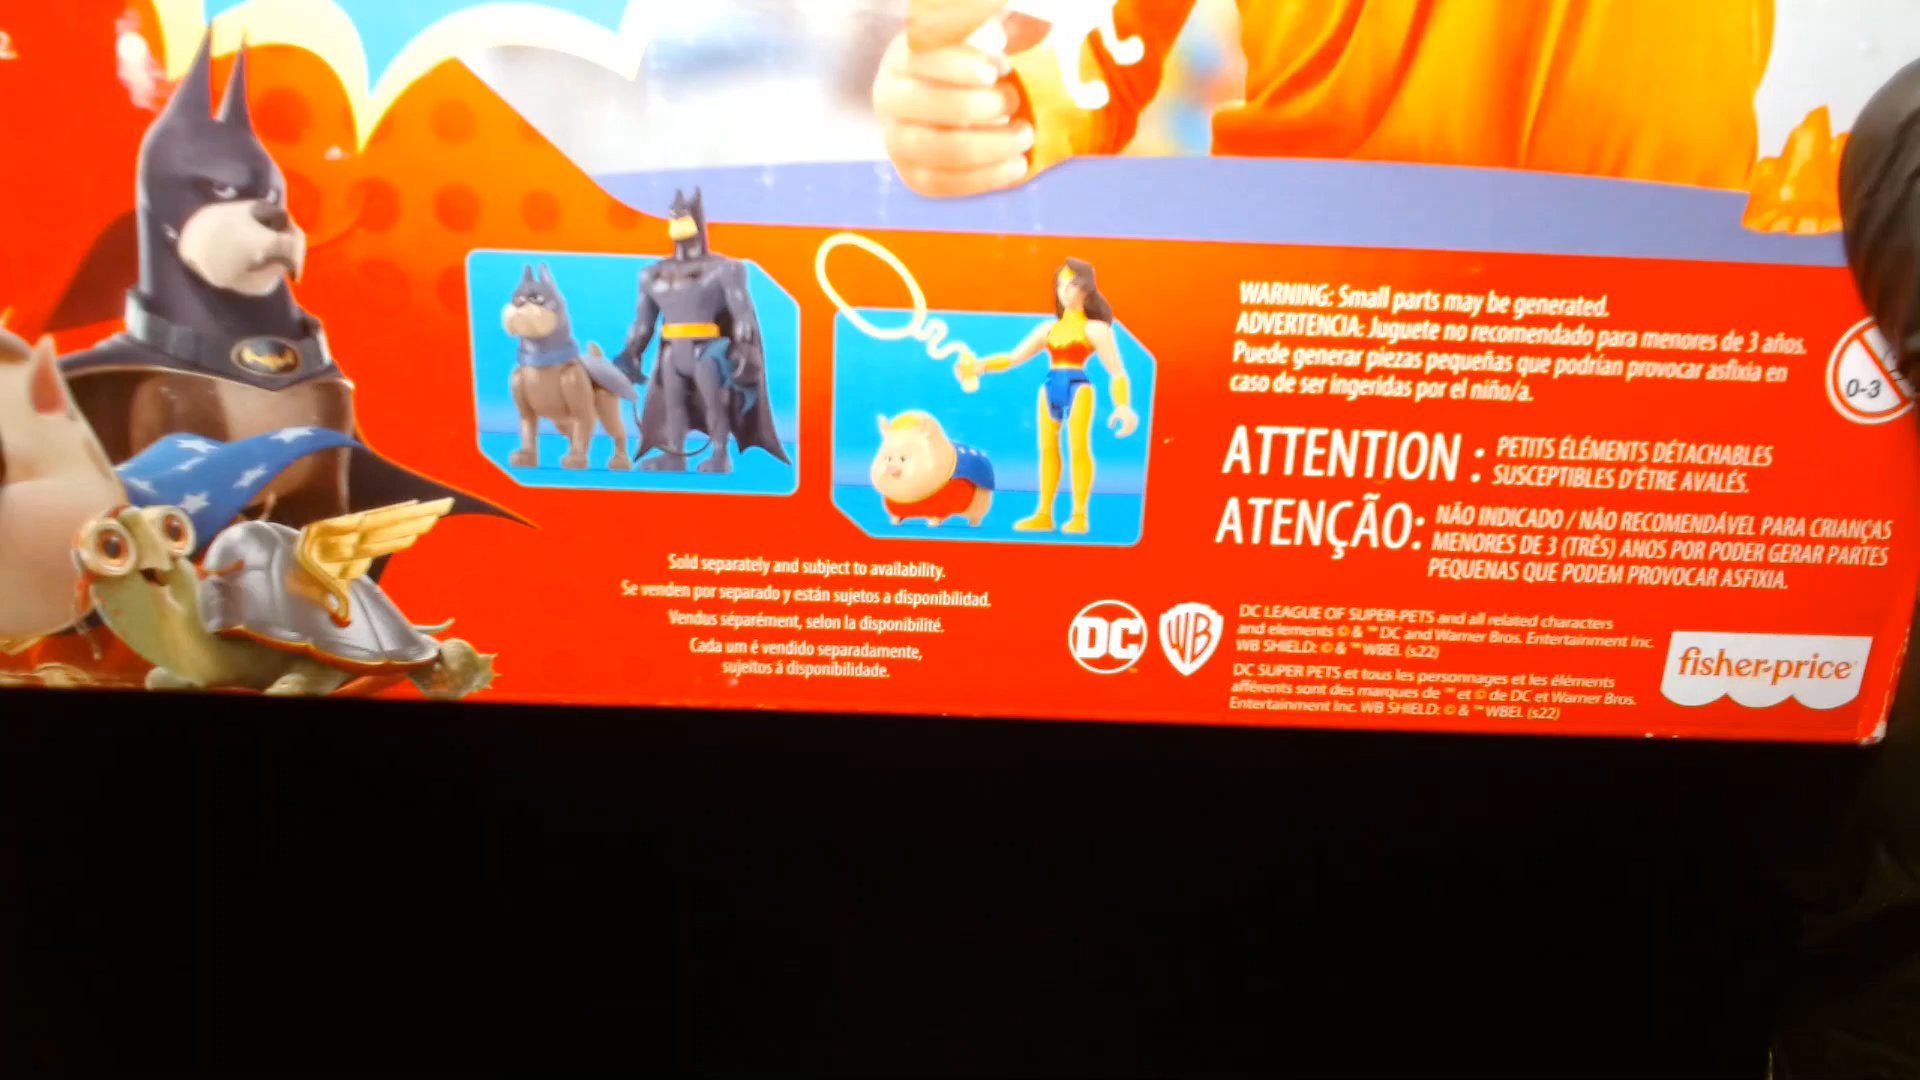 Sold separately and subject to availability.
Se venden por separado y están sujetos a disponibilidad.
Vendus séparément, selon la disponibilité.
Cada um é vendido separadamente,
sujeitos á disponibilidade.
WARNING: Small parts may be generated.
ADVERTENCIA: Juguete no recomendado para menores de 3 años.
Puede generar piezas pequeñas que podrían provocar asfixia en
caso de ser ingeridas por el niño/a.
0-3
ATTENTION : PETITS ÉLÉMENTS DÉTACHABLES
SUSCEPTIBLES D'ÊTRE AVALÉS.
ATENÇÃO: NÃO INDICADO / NÃO RECOMENDÁVEL PARA CRIANÇAS
MENORES DE 3 (TRÊS) ANOS POR PODER GERAR PARTES
PEQUENAS QUE PODEM PROVOCAR ASFIXIA.
DC WB
DC LEAGUE OF SUPER-PETS and all related characters
and elements © & ™ DC and Warner Bros. Entertainment Inc.
WB SHIELD: © & ™ WBEI. (s22)
DC SUPER PETS et tous les personnages et les éléments
afférents sont des marques de ™ et © de DC et Warner Bros.
Entertainment Inc. WB SHIELD: © & ™ WBEI. (s22)
fisher-price